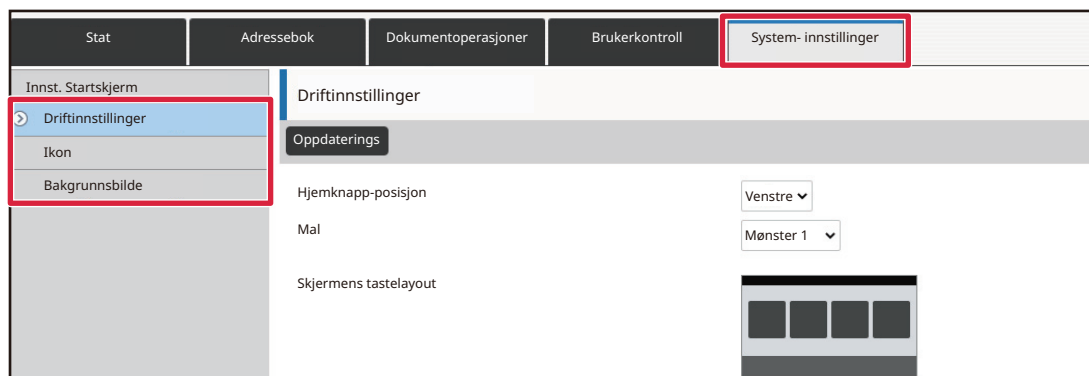 Stat
Adressebok
Dokumentoperasjoner
Brukerkontroll
System- innstillinger
Innst. Startskjerm
Driftinnstillinger
Ikon
Bakgrunnsbilde
Driftinnstillinger
Oppdaterings
Hjemknapp-posisjon
Venstre
Mal
Mønster 1
Skjermens tastelayout